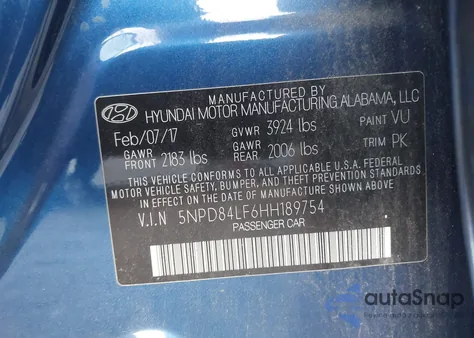 MANUFACTURED BY
HYUNDAI MOTOR MANUFACTURING ALABAMA, LLC
Feb/07/17 GVWR 3924 lbs PAINT VU
GAWR FRONT 2183 lbs GAWR REAR 2006 lbs TRIM PK
THIS VEHICLE CONFORMS TO ALL APPLICABLE U.S.A. FEDERAL
MOTOR VEHICLE SAFETY, BUMPER, AND THEFT PREVENTION
STANDARDS IN EFFECT ON THE DATE OF MANUFACTURE SHOWN ABOVE.
V.I.N 5NPD84LF6HH189754
PASSENGER CAR
autoSnap